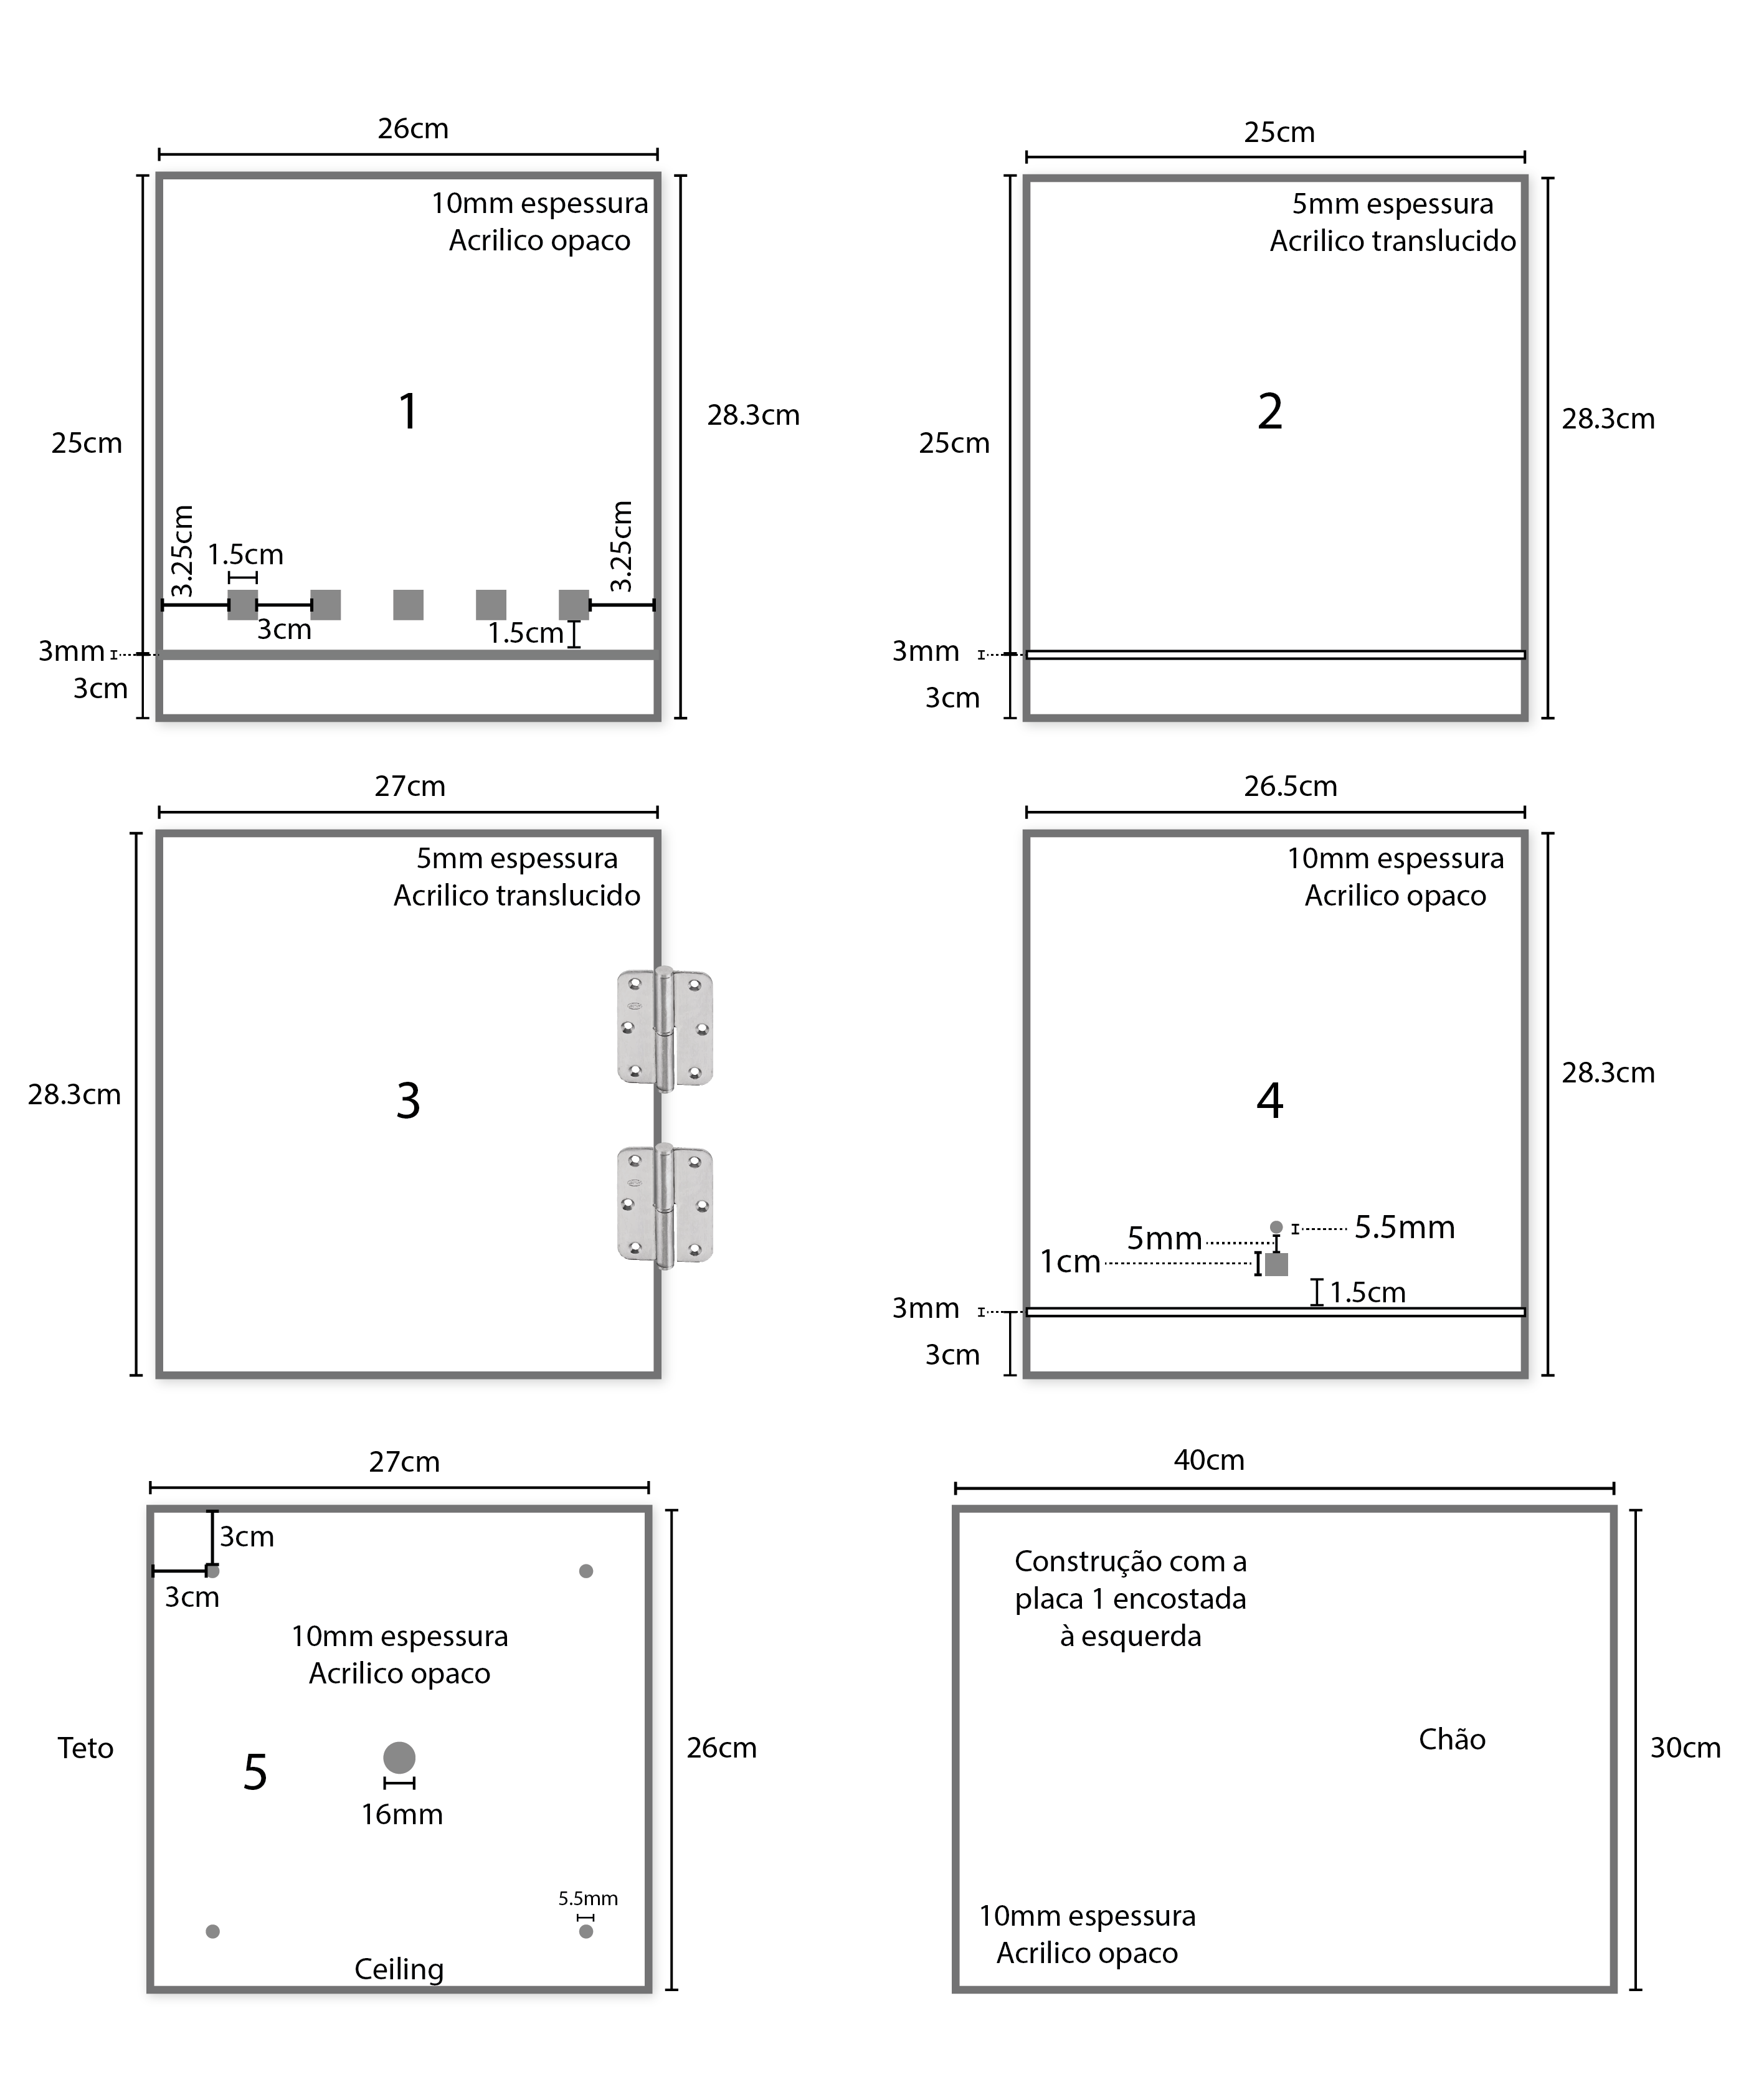 26cm
10mm espessura
Acrilico opaco
25cm
1
28.3cm
3.25cm
1.5cm
3.25cm
3cm
1.5cm
3mm
3cm
25cm
5mm espessura
Acrilico translucido
25cm
2
28.3cm
3mm
3cm
27cm
5mm espessura
Acrilico translucido
28.3cm
3
26.5cm
10mm espessura
Acrilico opaco
4
28.3cm
5.5mm
5mm
1cm
1.5cm
3mm
3cm
27cm
3cm
3cm
10mm espessura
Acrilico opaco
Teto
5
26cm
16mm
5.5mm
Ceiling
40cm
Construção com a
placa 1 encostada
à esquerda
Chão
30cm
10mm espessura
Acrilico opaco